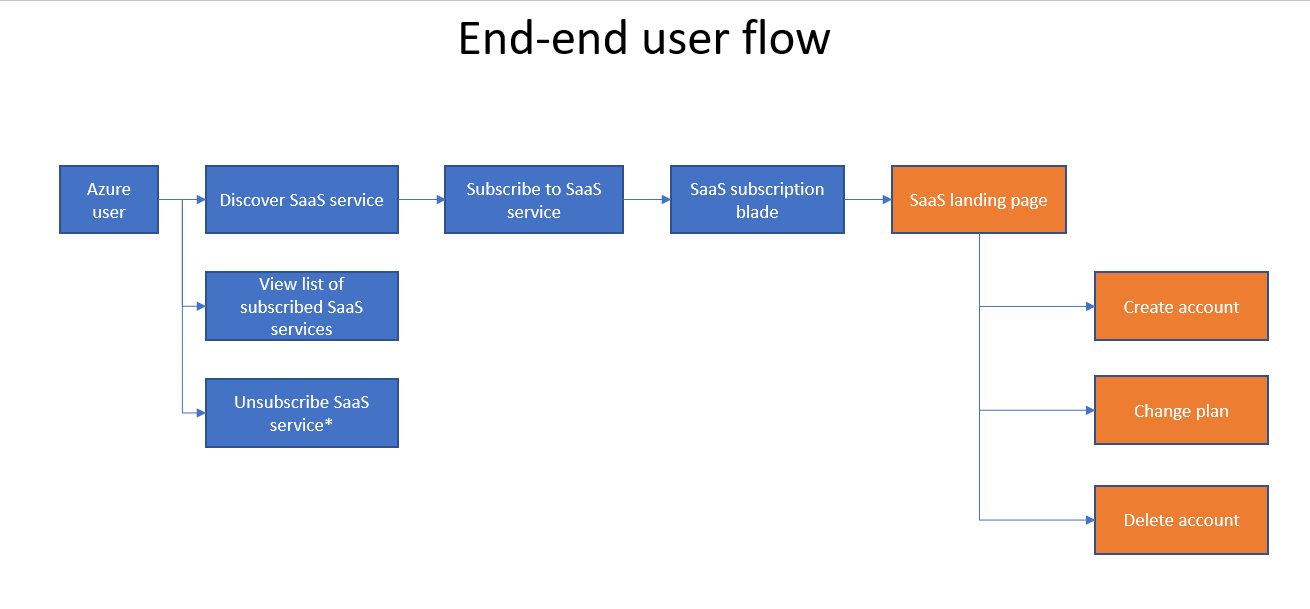 End-end user flow
Azure
user
Discover SaaS service
Subscribe to SaaS
service
SaaS subscription
blade
SaaS landing page
View list of
subscribed SaaS
services
Create account
Unsubscribe SaaS
service*
Change plan
Delete account